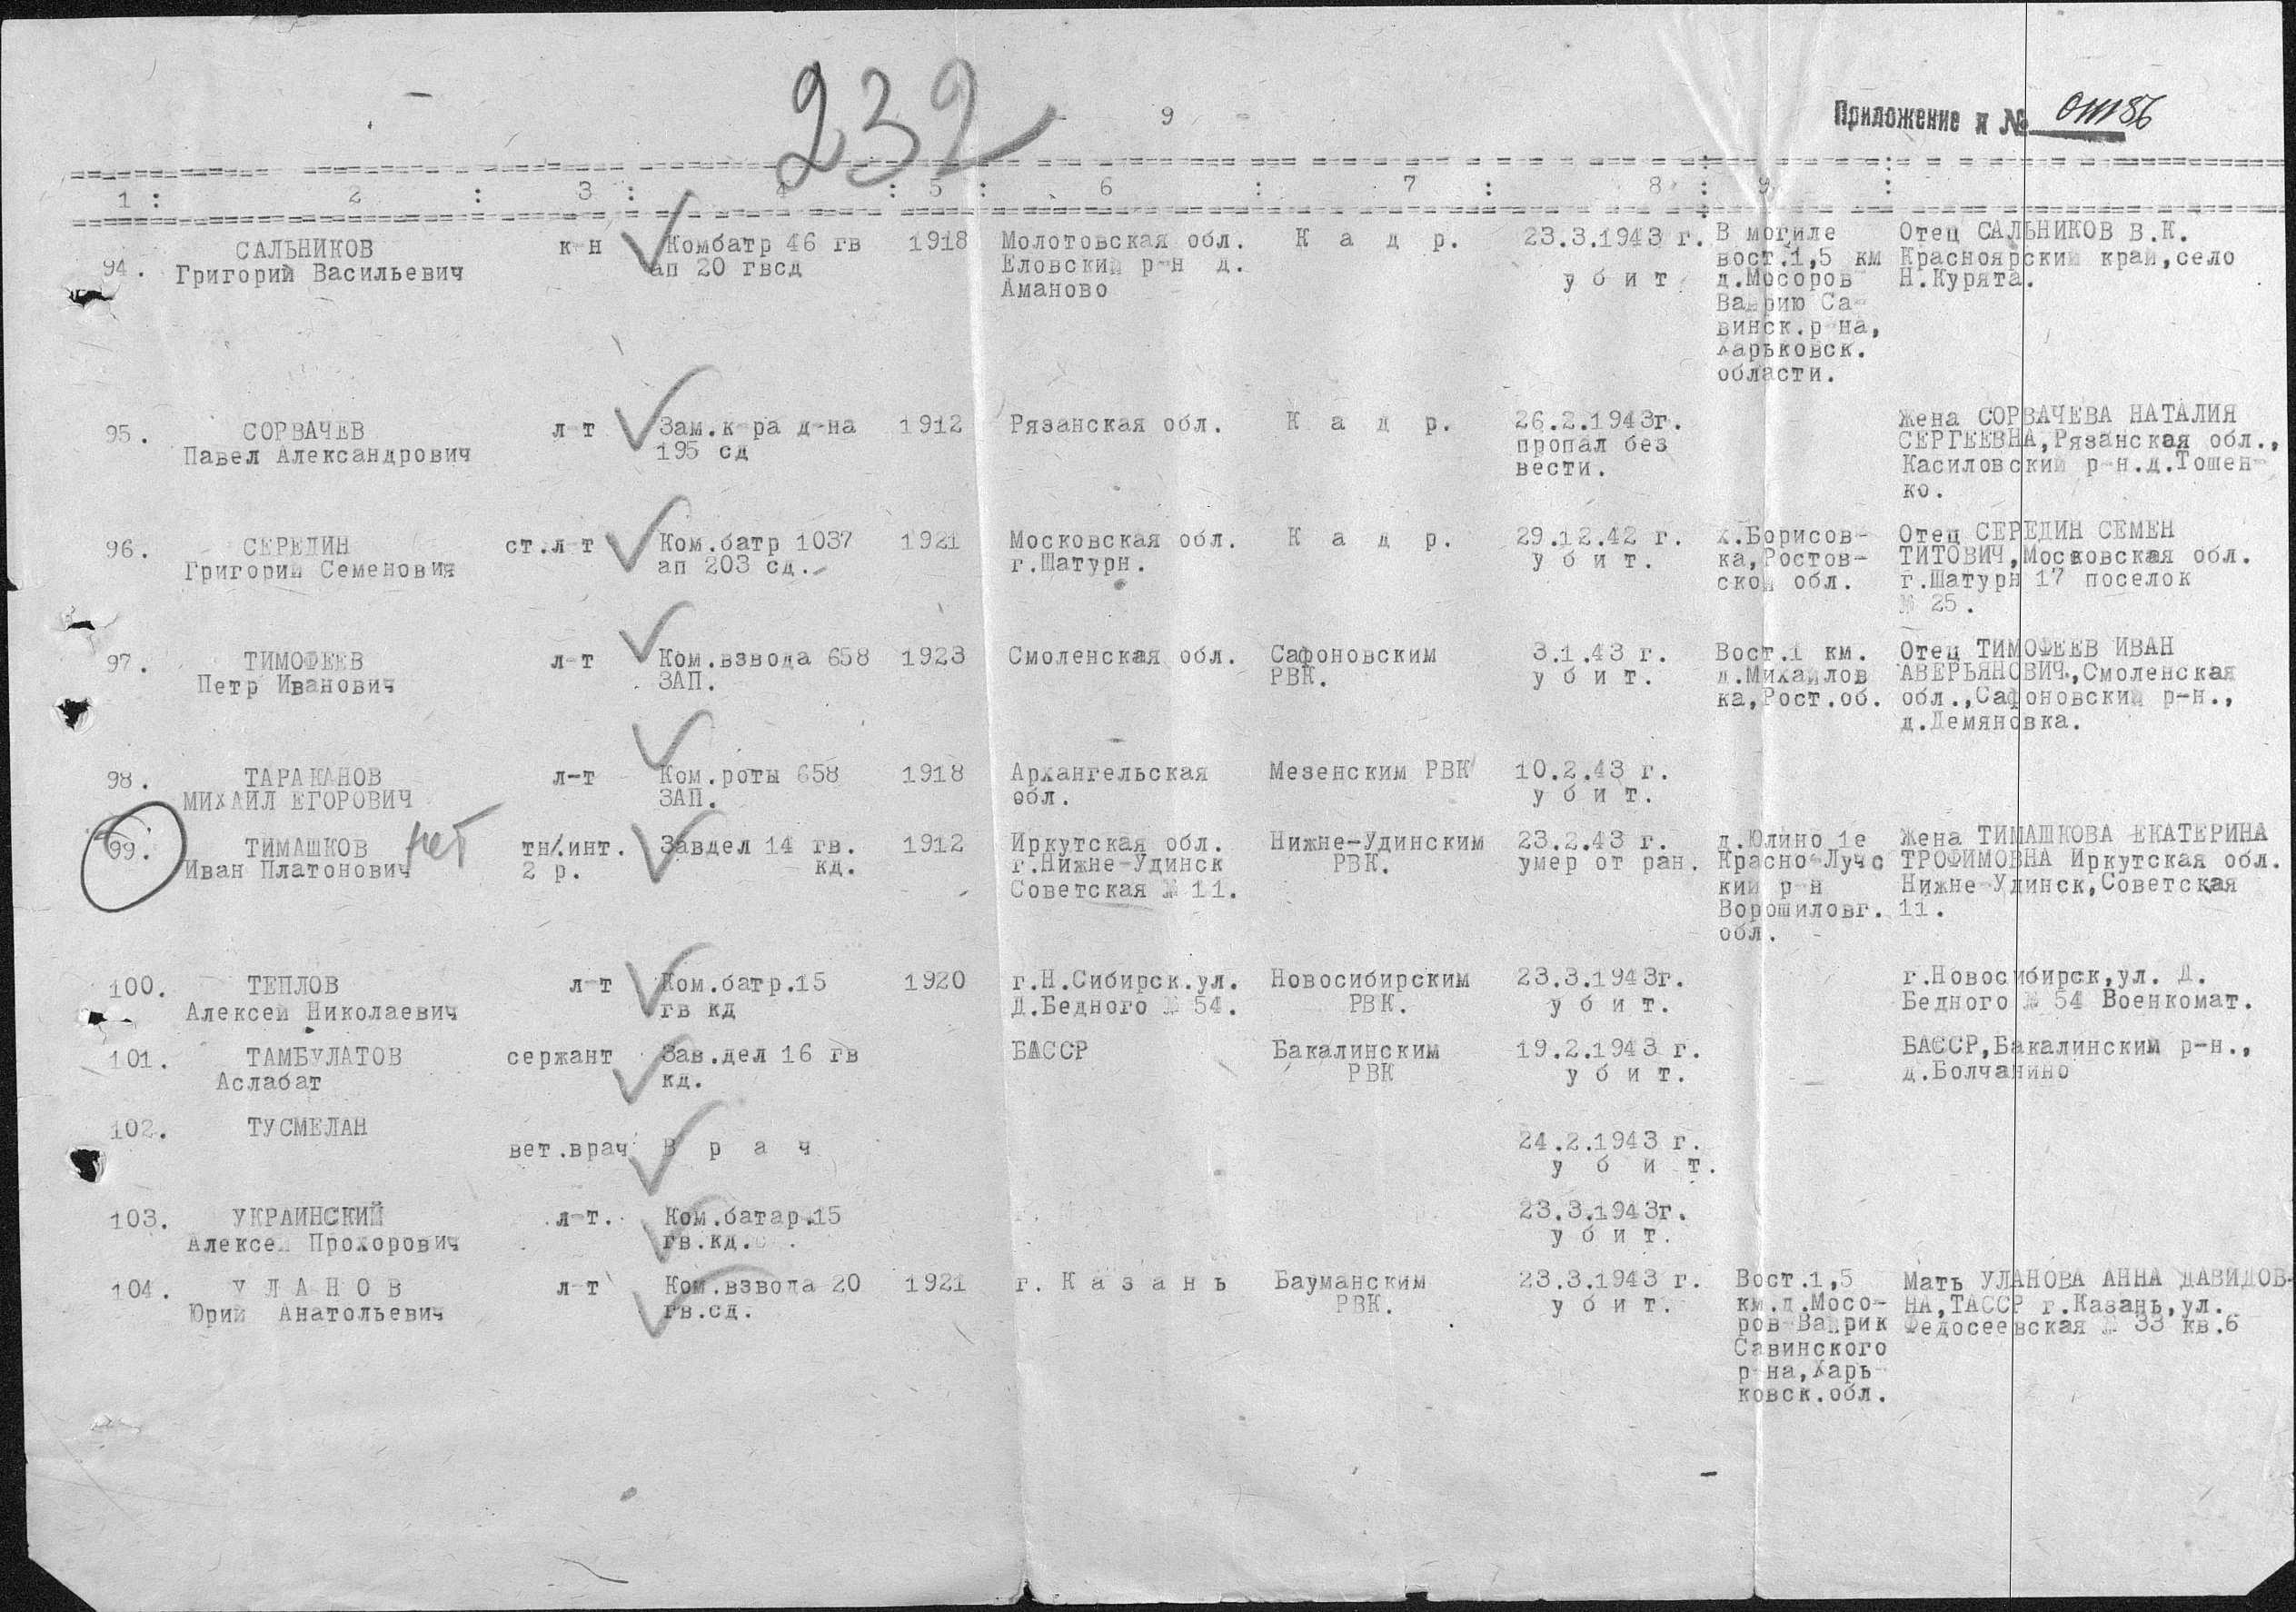 232
9
Приложение к №
1 : 2 : 3 : 4 : 5 : 6 : 7 : 8 : 9 :
94. САЛЬНИКОВ Григорий Васильевич к-н Комбатр 46 гв ап 20 гвсд 1918 Молотовская обл. Еловский р-н д. Аманово К а д р. 23.3.1943 г. у б и т В могиле вост.1,5 км д.Мосоров Ваврию Са-винск.р-на, Харьковск. области. Отец САЛЬНИКОВ В.К. Красноярский край,село Н.Курята.
95. СОРВАЧЕВ Павел Александрович л-т Зам.к-ра д-на 195 сд 1912 Рязанская обл. К а д р. 26.2.1943г. пропал без вести. Жена СОРВАЧЕВА НАТАЛИЯ СЕРГЕЕВНА,Рязанская обл., Касиловский р-н.д.Тошен-ко.
96. СЕРЕДИН Григорий Семенович ст.л-т Ком.батр 1037 ап 203 сд. 1921 Московская обл. г.Шатурн. К а д р. 29.12.42 г. у б и т. х.Борисов-ка,Ростов-ской обл. Отец СЕРЕДИН СЕМЕН ТИТОВИЧ,Московская обл. г.Шатурн 17 поселок № 25.
97. ТИМОФЕЕВ Петр Иванович л-т Ком.взвода 658 ЗАП. 1923 Смоленская обл. Сафоновским РВК. 3.1.43 г. у б и т. Вост.1 км. д.Михайлов ка,Рост.об. Отец ТИМОФЕЕВ ИВАН АВЕРЬЯНОВИЧ.,Смоленская обл.,Сафоновский р-н., д.Демяновка.
98. ТАРАКАНОВ МИХАИЛ ЕГОРОВИЧ л-т Ком.роты 658 ЗАП. 1918 Архангельская обл. Мезенским РВК 10.2.43 г. у б и т.
99. ТИМАШКОВ Иван Платонович нет тн/.инт. 2 р. Завдел 14 гв. кд. 1912 Иркутская обл. г.Нижне-Удинск Советская № 11. Нижне-Удинским РВК. 23.2.43 г. умер от ран. д.Юлино 1е Красно-Лучс кий р-н Ворошиловг. обл. Жена ТИМАШКОВА ЕКАТЕРИНА ТРОФИМОВНА Иркутская обл. Нижне-Удинск,Советская 11.
100. ТЕПЛОВ Алексей Николаевич л-т Ком.батр.15 гв кд 1920 г.Н.Сибирск.ул. Д.Бедного № 54. Новосибирским РВК. 23.3.1943г. у б и т. г.Новосибирск,ул. Д. Бедного № 54 Военкомат.
101. ТАМБУЛАТОВ Аслабат сержант Зав.дел 16 гв кд. БАССР Бакалинским РВК 19.2.1943 г. у б и т. БАССР,Бакалинским р-н., д.Болчанино
102. ТУСМЕЛАН вет.врач В р а ч 24.2.1943 г. у б и т.
103. УКРАИНСКИЙ Алексей Прохорович л-т. Ком.батар.15 гв.кд. 23.3.1943г. у б и т.
104. У Л А Н О В Юрий Анатольевич л-т Ком.взвода 20 гв.сд. 1921 г. К а з а н ь Бауманским РВК. 23.3.1943 г. у б и т. Вост.1,5 км.д.Мосо-ров-Ваврик Савинского р-на,Харь-ковск.обл. Мать УЛАНОВА АННА ДАВИДОВ-НА,ТАССР г.Казань,ул. Федосеевская № 33 кв.6